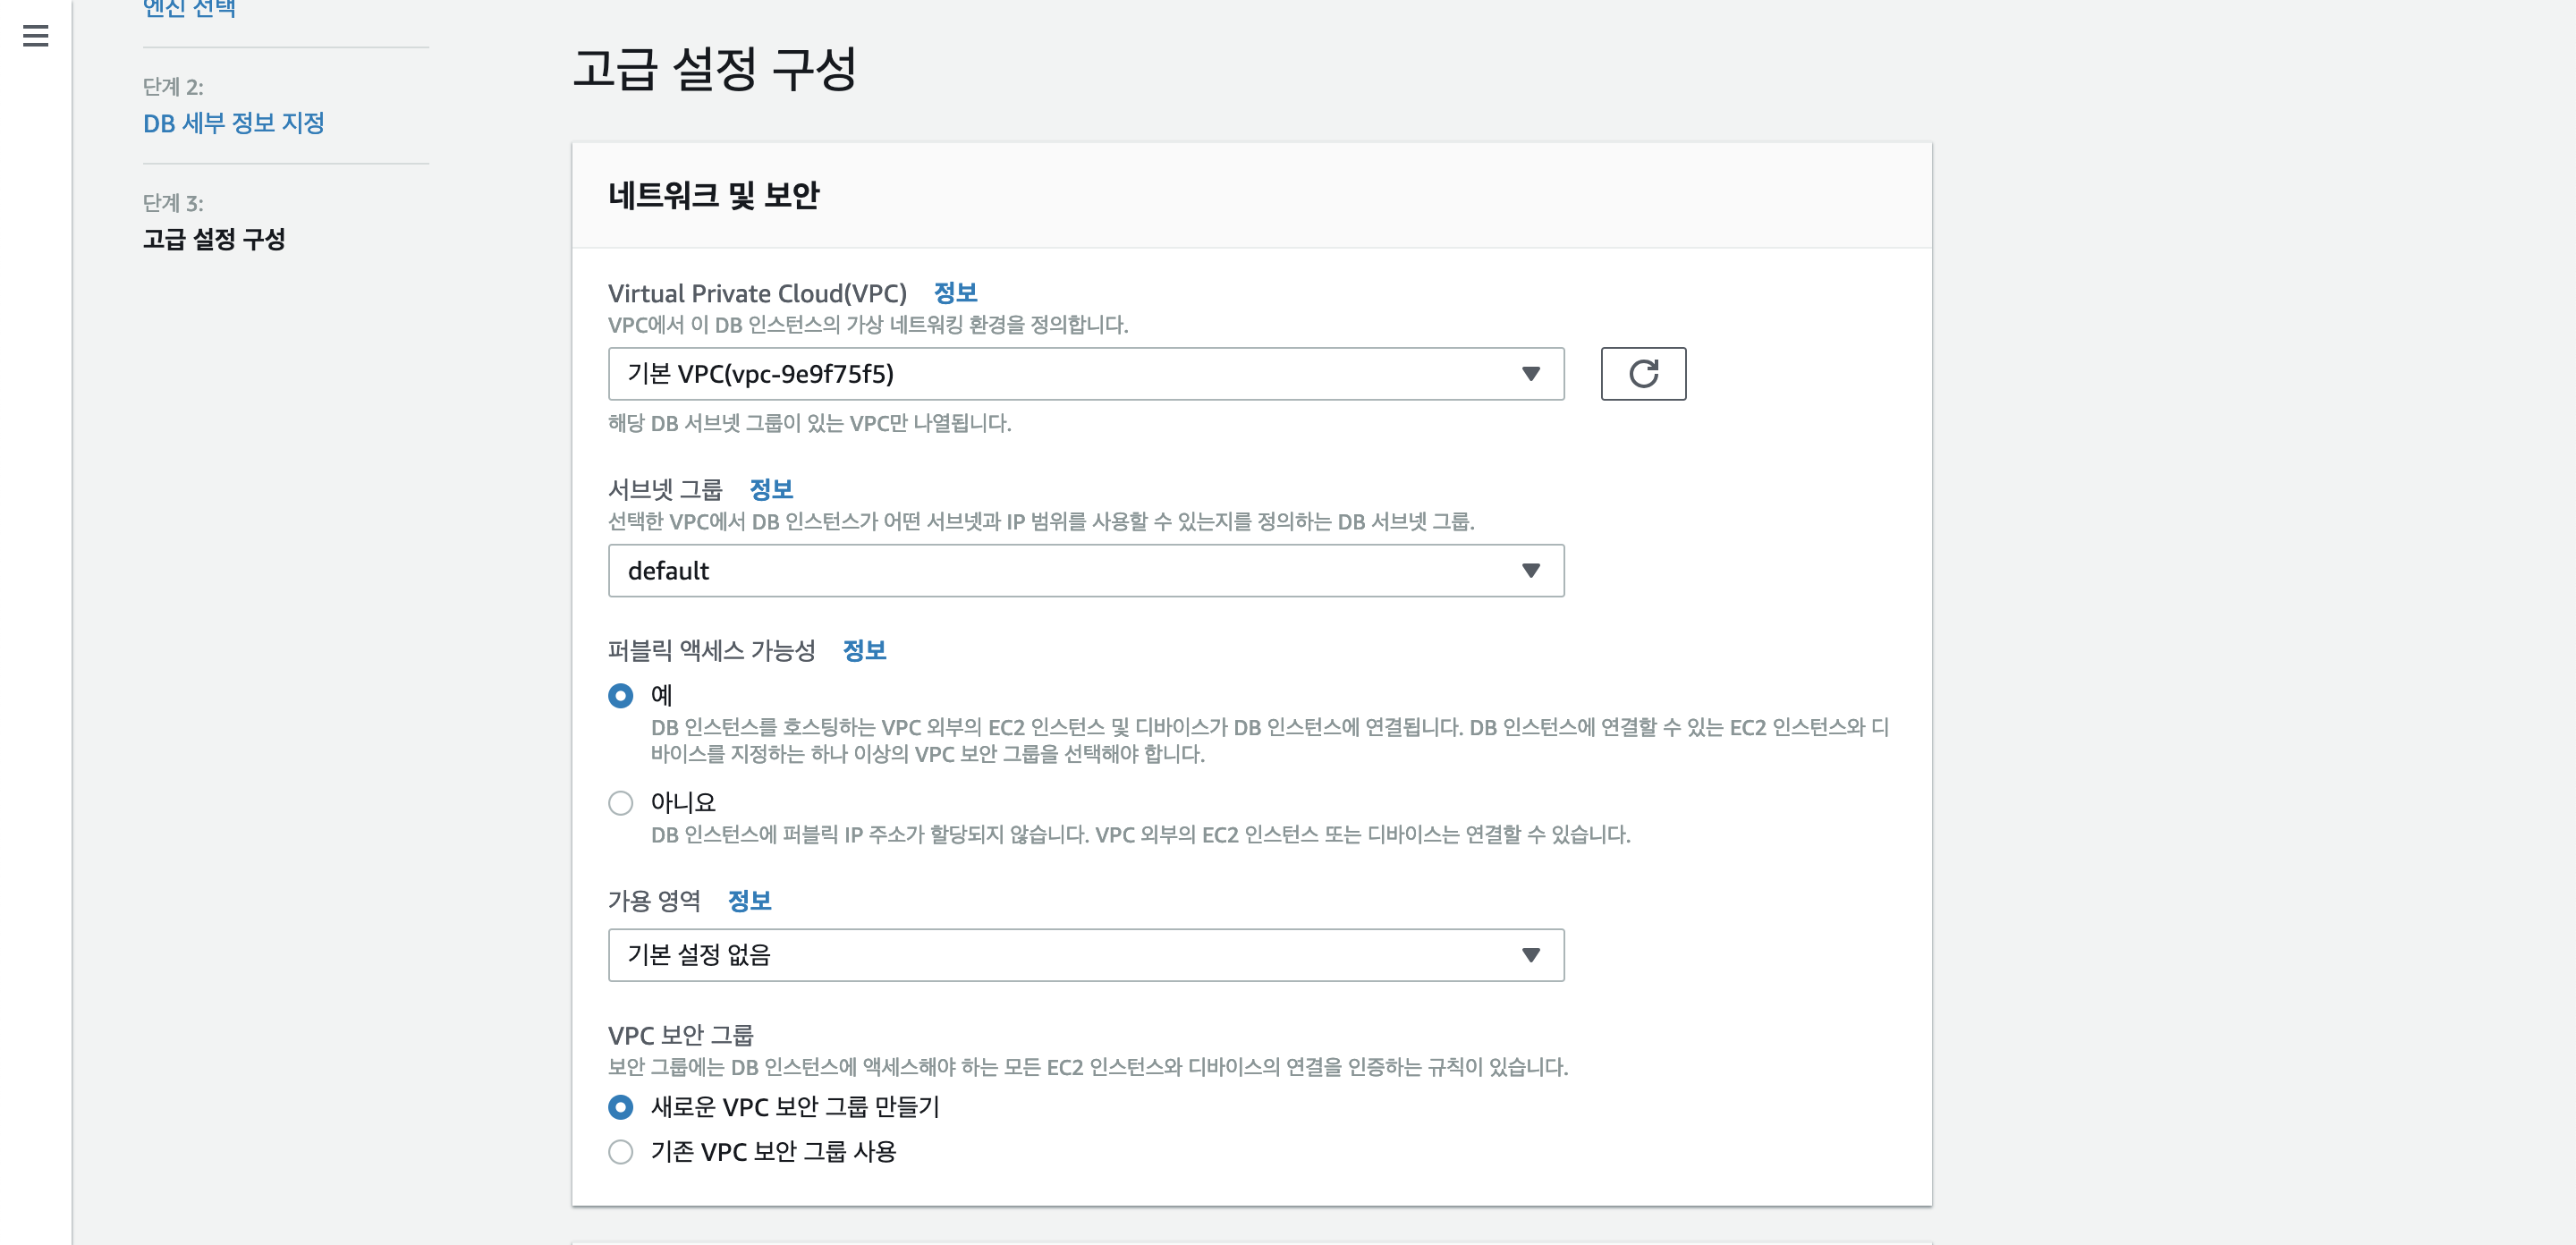 엔진 선택
단계 2:
DB 세부 정보 지정
단계 3:
고급 설정 구성
고급 설정 구성
네트워크 및 보안
Virtual Private Cloud(VPC) 정보
VPC에서 이 DB 인스턴스의 가상 네트워킹 환경을 정의합니다.
기본 VPC(vpc-9e9f75f5)
해당 DB 서브넷 그룹이 있는 VPC만 나열됩니다.
서브넷 그룹 정보
선택한 VPC에서 DB 인스턴스가 어떤 서브넷과 IP 범위를 사용할 수 있는지를 정의하는 DB 서브넷 그룹.
default
퍼블릭 액세스 가능성 정보
예
DB 인스턴스를 호스팅하는 VPC 외부의 EC2 인스턴스 및 디바이스가 DB 인스턴스에 연결됩니다. DB 인스턴스에 연결할 수 있는 EC2 인스턴스와 디
바이스를 지정하는 하나 이상의 VPC 보안 그룹을 선택해야 합니다.
아니요
DB 인스턴스에 퍼블릭 IP 주소가 할당되지 않습니다. VPC 외부의 EC2 인스턴스 또는 디바이스는 연결할 수 있습니다.
가용 영역 정보
기본 설정 없음
VPC 보안 그룹
보안 그룹에는 DB 인스턴스에 액세스해야 하는 모든 EC2 인스턴스와 디바이스의 연결을 인증하는 규칙이 있습니다.
새로운 VPC 보안 그룹 만들기
기존 VPC 보안 그룹 사용